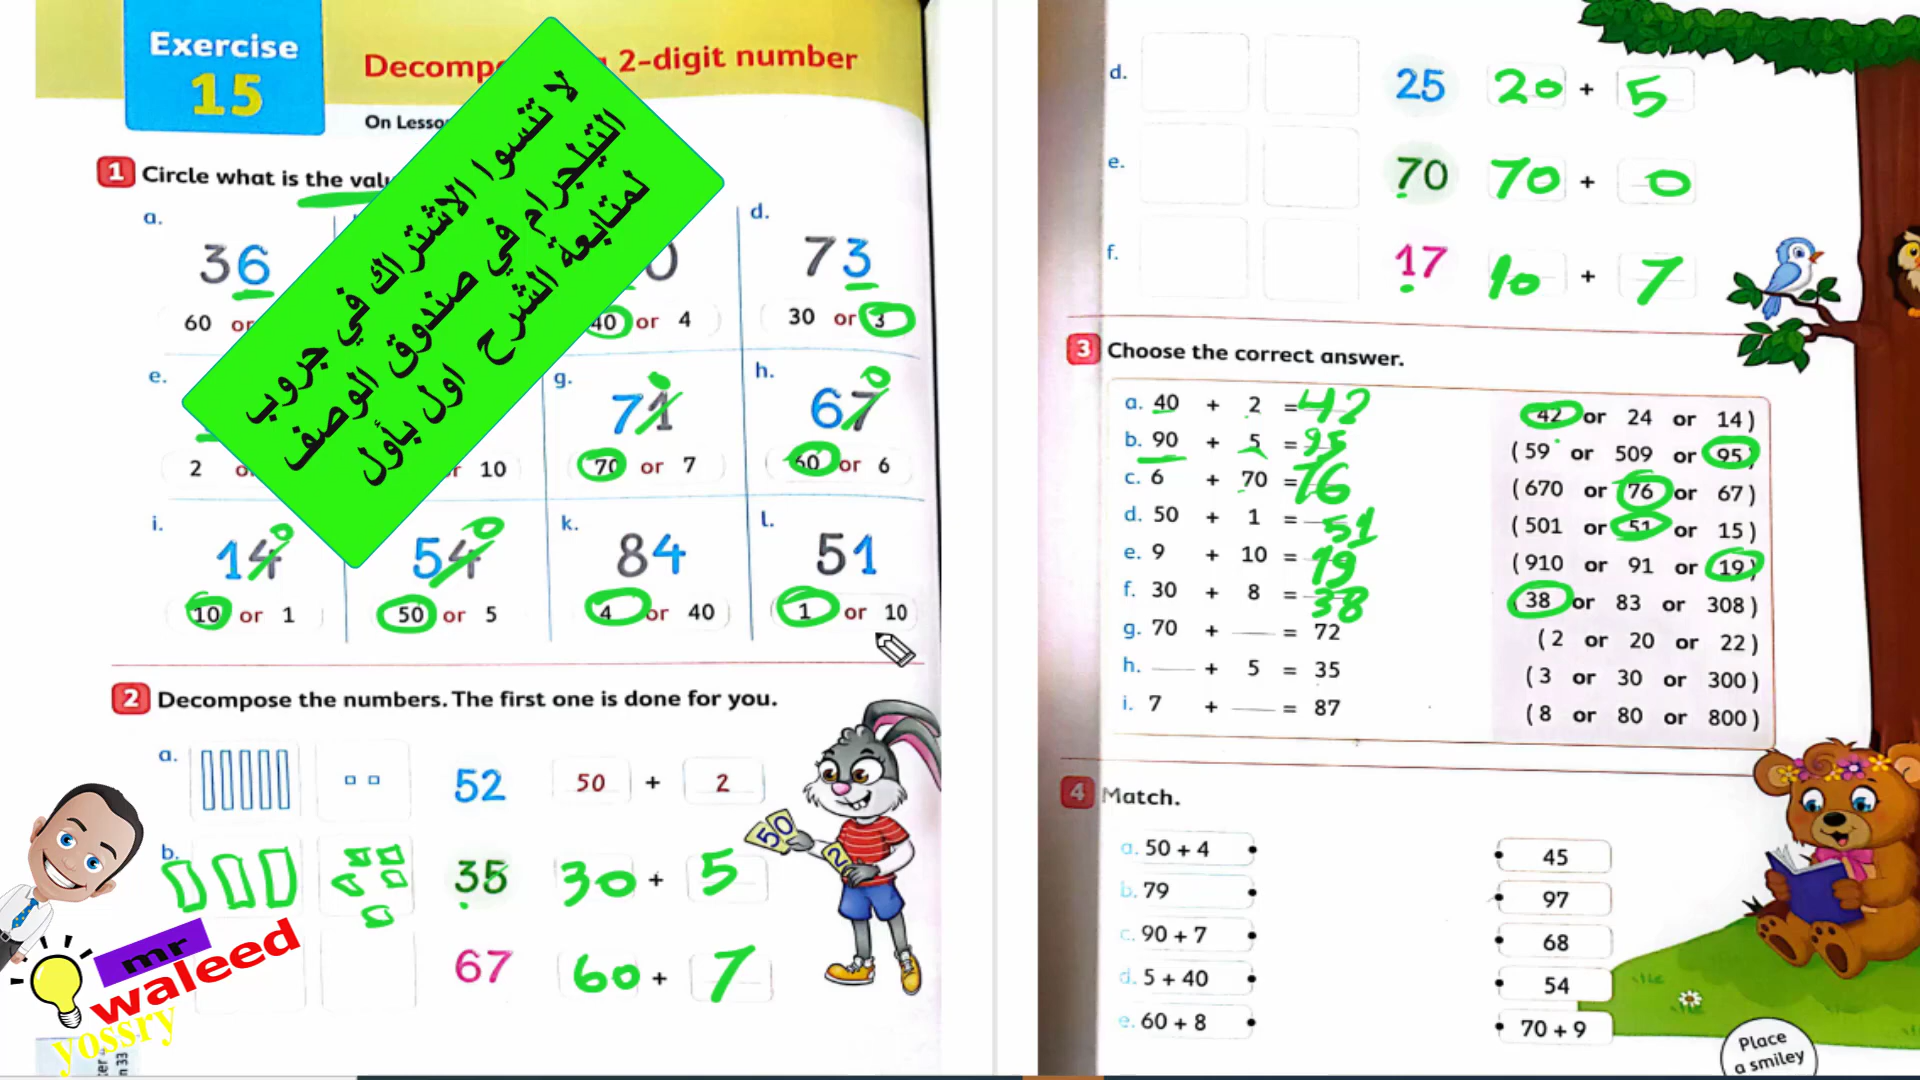 Exercise
15
2-digit number
1 Circle what is
a.
36
60 or
40 or 4
d.
73
30 or 3
e.
2
10
g.
71
70 or 7
h.
67
60 or 6
i.
14
10 or 1
54
50 or 5
k.
84
4 or 40
l.
51
1 or 10
لا تنسوا الاشتراك في جروب
التيلجرام في صندوق الوصف
لمتابعة الشرح اول بأول
2 Decompose the numbers. The first one is done for you.
a. 52 50 + 2
b. 35 30 + 5
67 60 + 7
50
2
mr
waleed
yossry
d. 25 20 + 5
e. 70 70 + 0
f. 17 10 + 7
3 Choose the correct answer.
a. 40 + 2 = 42 42 or 24 or 14 )
b. 90 + 5 = 95 ( 59 or 509 or 95
c. 6 + 70 = 76 ( 670 or 76 or 67 )
d. 50 + 1 = 51 ( 501 or 51 or 15 )
e. 9 + 10 = 19 ( 910 or 91 or 19 )
f. 30 + 8 = 38 ( 38 or 83 or 308 )
g. 70 + ___ = 72 ( 2 or 20 or 22 )
h. ___ + 5 = 35 ( 3 or 30 or 300 )
i. 7 + ___ = 87 ( 8 or 80 or 800 )
4 Match.
a. 50 + 4 45
b. 79 97
c. 90 + 7 68
d. 5 + 40 54
e. 60 + 8 70 + 9
Place
a smiley